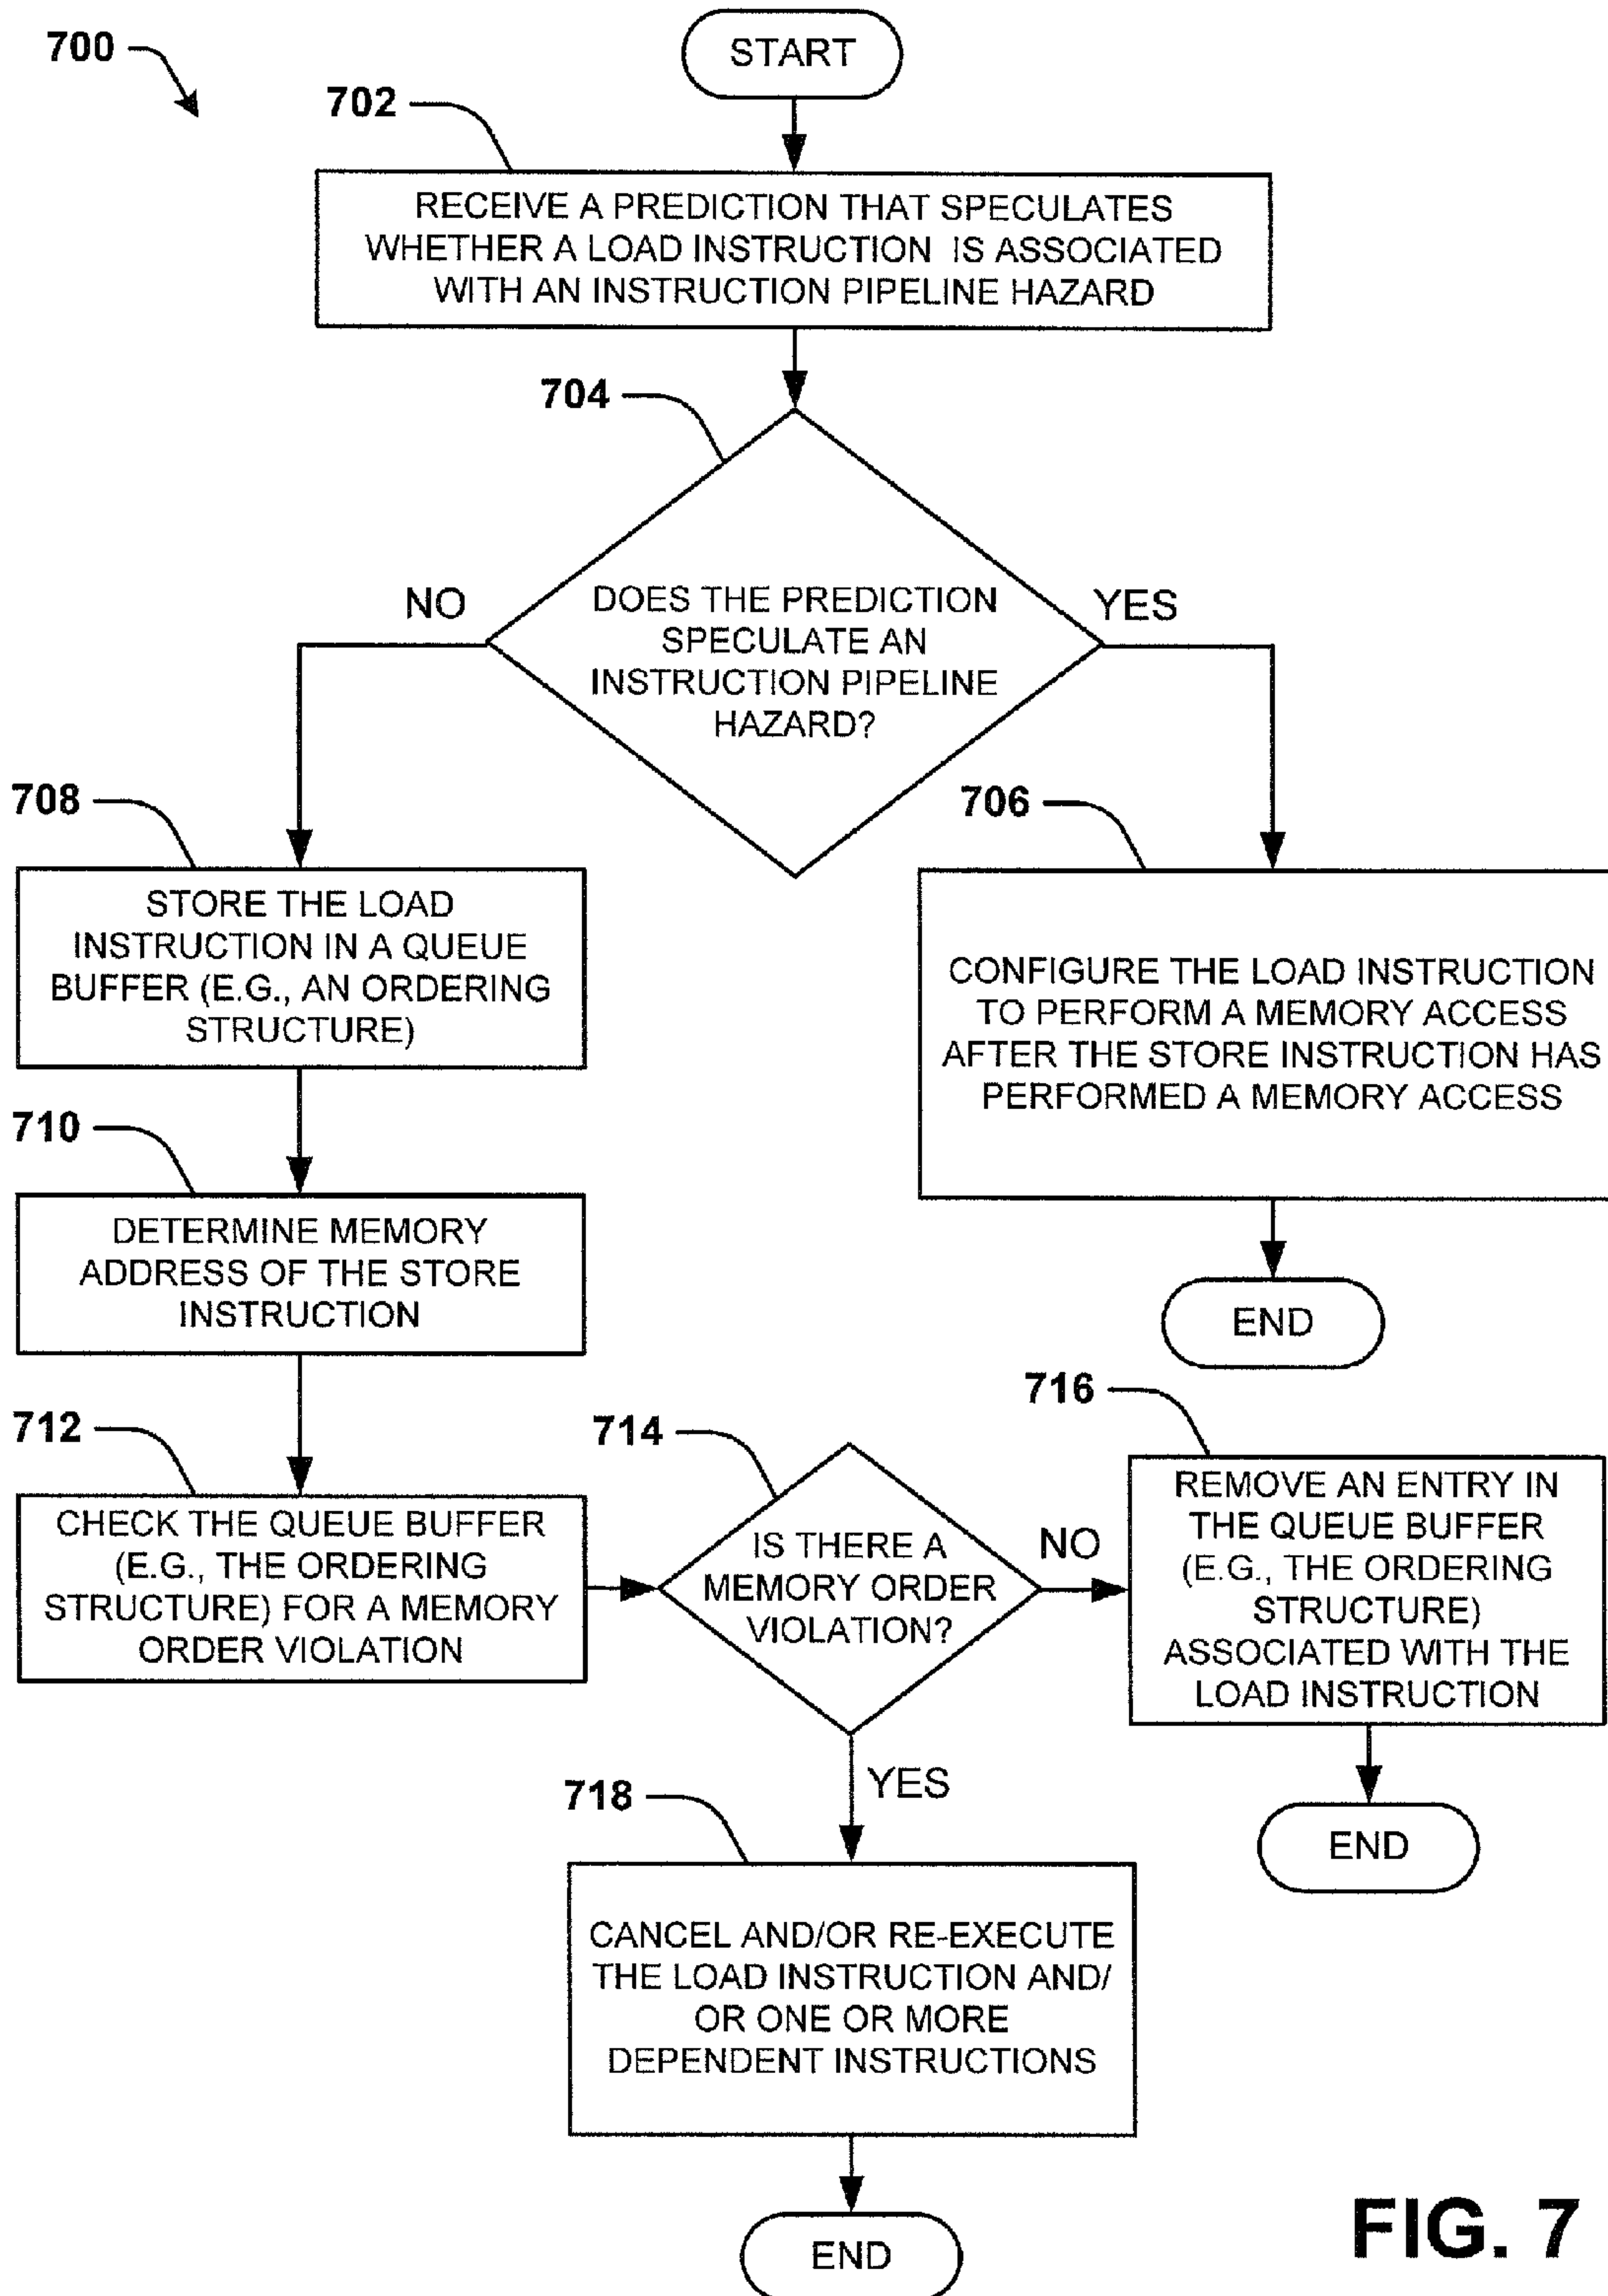 700
START
702
RECEIVE A PREDICTION THAT SPECULATES
WHETHER A LOAD INSTRUCTION IS ASSOCIATED
WITH AN INSTRUCTION PIPELINE HAZARD
704
NO
DOES THE PREDICTION
SPECULATE AN
INSTRUCTION PIPELINE
HAZARD?
YES
708
STORE THE LOAD
INSTRUCTION IN A QUEUE
BUFFER (E.G., AN ORDERING
STRUCTURE)
706
CONFIGURE THE LOAD INSTRUCTION
TO PERFORM A MEMORY ACCESS
AFTER THE STORE INSTRUCTION HAS
PERFORMED A MEMORY ACCESS
END
710
DETERMINE MEMORY
ADDRESS OF THE STORE
INSTRUCTION
712
CHECK THE QUEUE BUFFER
(E.G., THE ORDERING
STRUCTURE) FOR A MEMORY
ORDER VIOLATION
714
IS THERE A
MEMORY ORDER
VIOLATION?
NO
716
REMOVE AN ENTRY IN
THE QUEUE BUFFER
(E.G., THE ORDERING
STRUCTURE)
ASSOCIATED WITH THE
LOAD INSTRUCTION
END
YES
718
CANCEL AND/OR RE-EXECUTE
THE LOAD INSTRUCTION AND/
OR ONE OR MORE
DEPENDENT INSTRUCTIONS
END
FIG. 7